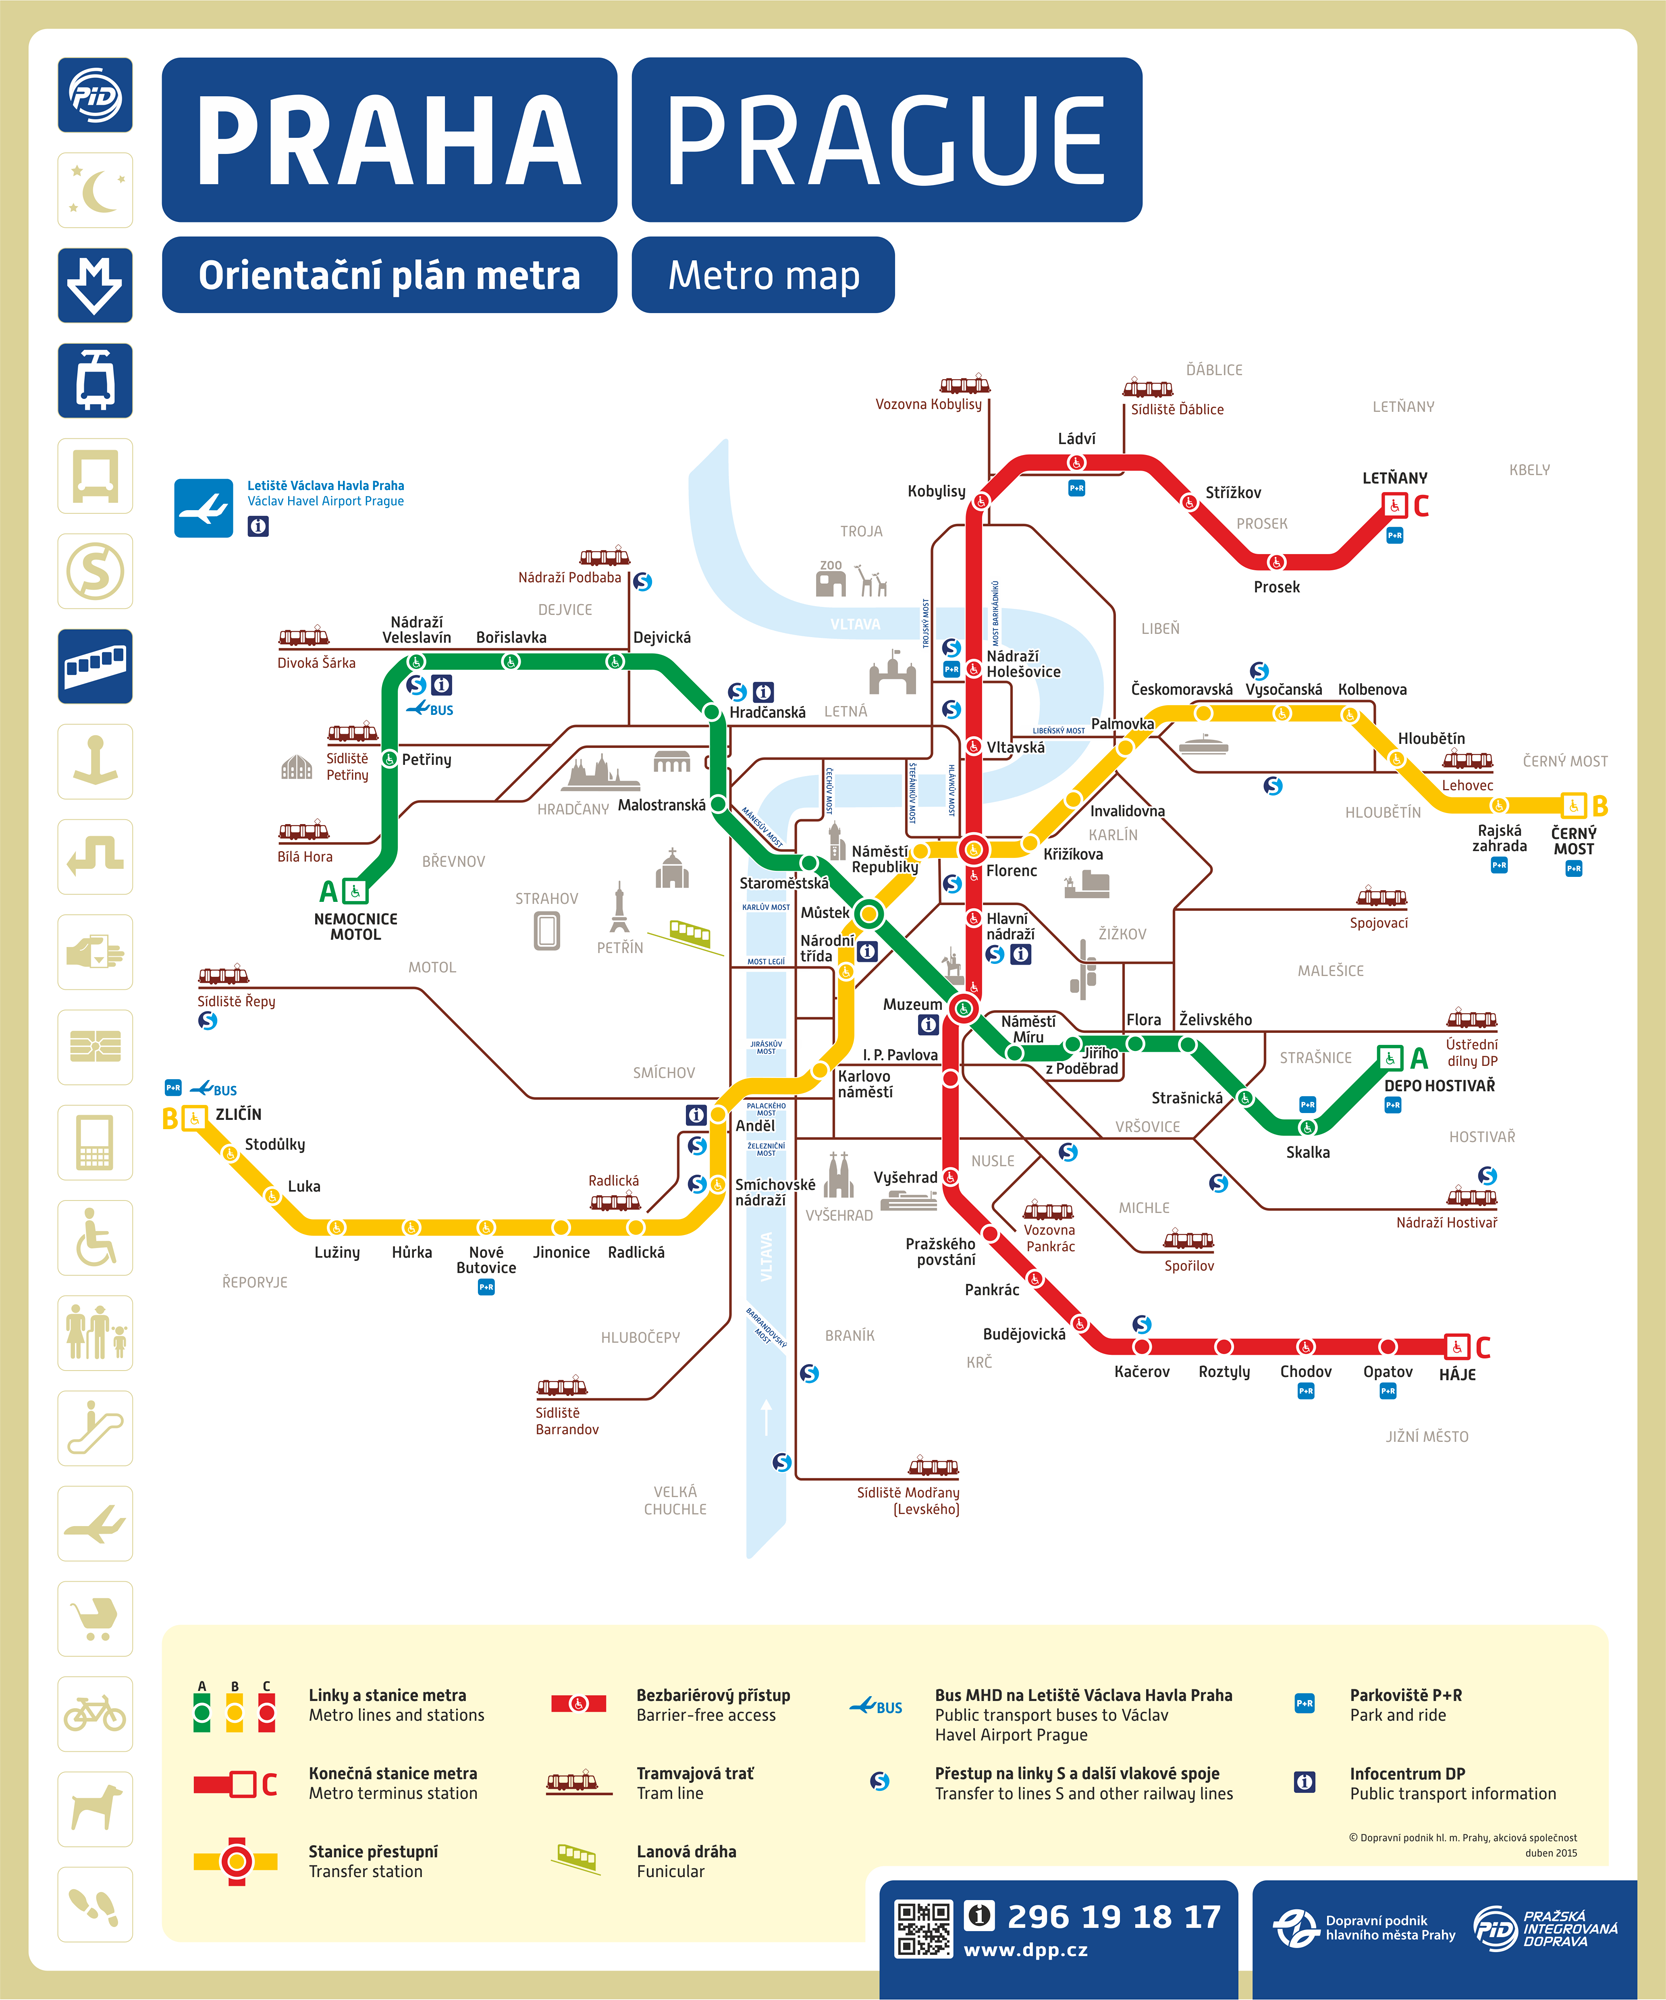 PiD
PRAHA
PRAGUE
Orientační plán metra
Metro map
M
S
Letiště Václava Havla Praha
Václav Havel Airport Prague
i
ĎÁBLICE
LETŇANY
KBELY
Vozovna Kobylisy
Sídliště Ďáblice
Ládví
P+R
Kobylisy
Střížkov
LETŇANY
C
P+R
PROSEK
Prosek
TROJA
ZOO
VLTAVA
TROJSKÝ MOST
MOST BARIKÁDNÍKŮ
LIBEŇ
Nádraží Podbaba
S
DEJVICE
Nádraží
Veleslavín
Bořislavka
Dejvická
Divoká Šárka
S
i
BUS
S
P+R
Nádraží
Holešovice
S
i
Hradčanská
LETNÁ
S
Vltavská
LIBEŇSKÝ MOST
Českomoravská
S
Vysočanská
Kolbenova
Palmovka
Hloubětín
Lehovec
ČERNÝ MOST
Sídliště
Petřiny
Petřiny
HRADČANY
Malostranská
MÁNESŮV MOST
ČECHŮV MOST
ŠTEFÁNIKŮV MOST
HLÁVKŮV MOST
S
Invalidovna
HLOUBĚTÍN
B
Rajská
zahrada
P+R
ČERNÝ
MOST
P+R
KARLÍN
Křižíkova
Bílá Hora
BŘEVNOV
A
NEMOCNICE
MOTOL
STRAHOV
PETŘÍN
Staroměstská
KARLŮV MOST
Náměstí
Republiky
Florenc
S
Můstek
Hlavní
nádraží
S
i
Národní
třída
i
MOST LEGIÍ
ŽIŽKOV
Spojovací
MALEŠICE
MOTOL
Sídliště Řepy
S
Muzeum
i
Náměstí
Míru
Flora
Želivského
Jiřího
z Poděbrad
STRAŠNICE
Ústřední
dílny DP
A
DEPO HOSTIVAŘ
P+R
JIRÁSKŮV
MOST
I. P. Pavlova
SMÍCHOV
Karlovo
náměstí
Strašnická
P+R
Skalka
P+R
BUS
B
ZLIČÍN
Stodůlky
Luka
i
S
Anděl
PALACKÉHO
MOST
ŽELEZNIČNÍ
MOST
VRŠOVICE
HOSTIVAŘ
NUSLE
S
S
S
Nádraží Hostivař
Radlická
S
Smíchovské
nádraží
Vyšehrad
VYŠEHRAD
MICHLE
Vozovna
Pankrác
Spořilov
Lužiny
Hůrka
Nové
Butovice
P+R
Jinonice
Radlická
ŘEPORYJE
VLTAVA
Pražského
povstání
Pankrác
HLUBOČEPY
BARRANDOVSKÝ
MOST
BRANÍK
Budějovická
KRČ
S
Kačerov
Roztyly
Chodov
P+R
Opatov
P+R
HÁJE
C
S
Sídliště
Barrandov
JIŽNÍ MĚSTO
S
VELKÁ
CHUCHLE
Sídliště Modřany
(Levského)
A B C
Linky a stanice metra
Metro lines and stations
C
Konečná stanice metra
Metro terminus station
Stanice přestupní
Transfer station
Bezbariérový přístup
Barrier-free access
Tramvajová trať
Tram line
Lanová dráha
Funicular
BUS
Bus MHD na Letiště Václava Havla Praha
Public transport buses to Václav
Havel Airport Prague
S
Přestup na linky S a další vlakové spoje
Transfer to lines S and other railway lines
P+R
Parkoviště P+R
Park and ride
i
Infocentrum DP
Public transport information
© Dopravní podnik hl. m. Prahy, akciová společnost
duben 2015
i 296 19 18 17
www.dpp.cz
Dopravní podnik
hlavního města Prahy
PiD
PRAŽSKÁ
INTEGROVANÁ
DOPRAVA